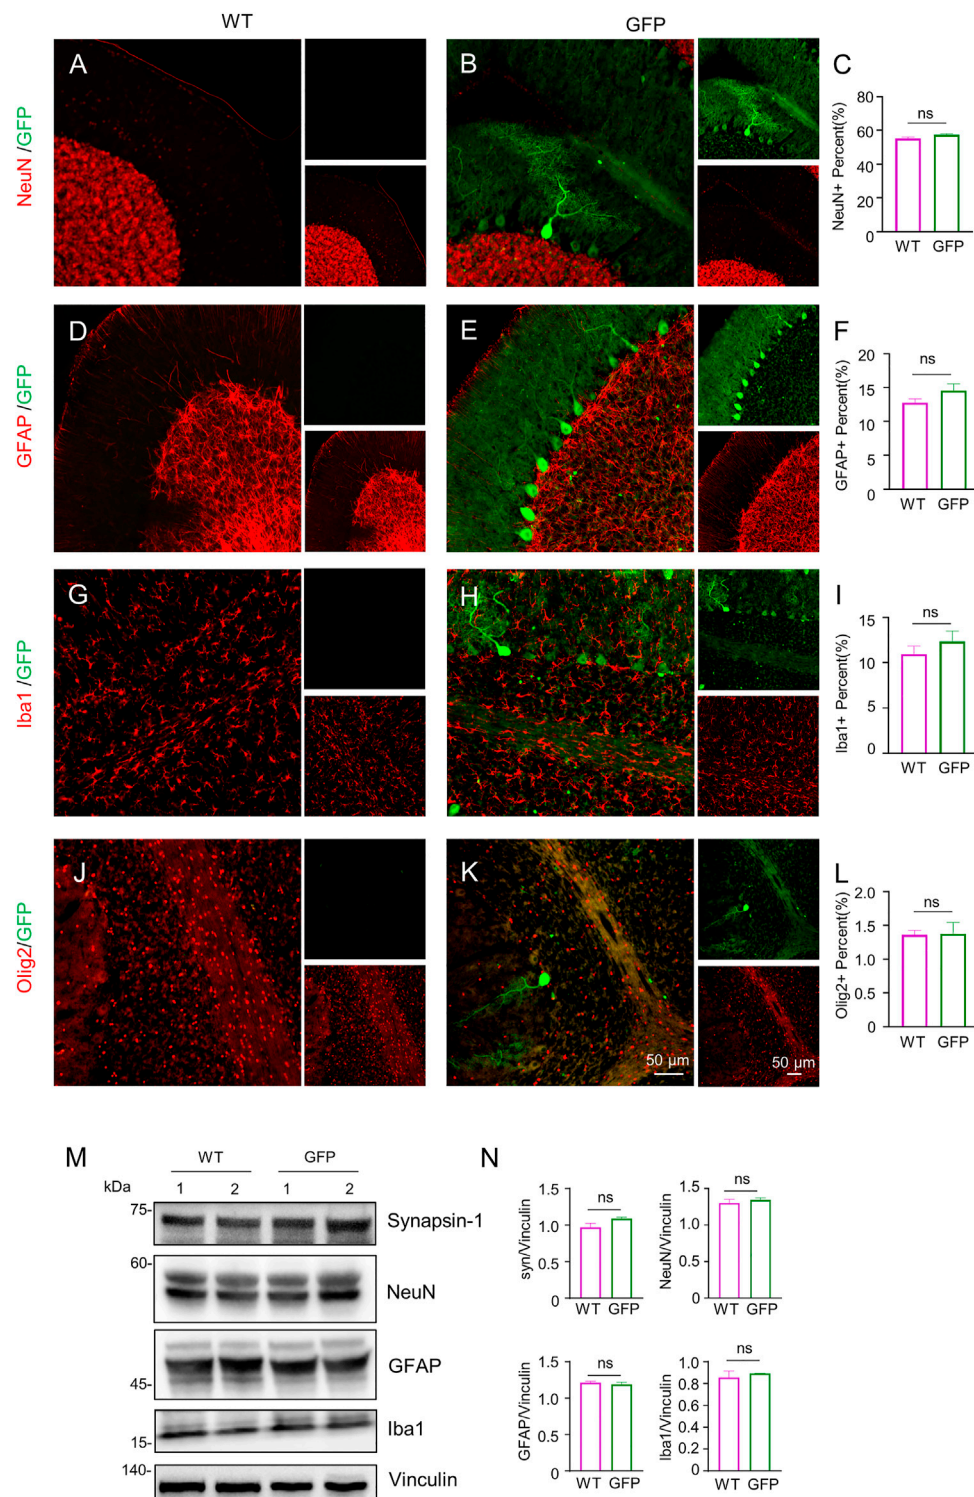 WT GFP
NeuN/GFP
A
B
C
NeuN+ Percent(%)
80
60
40
20
0
ns
WT GFP
GFAP/GFP
D
E
F
GFAP+ Percent(%)
20
15
10
5
0
ns
WT GFP
Iba1/GFP
G
H
I
Iba1+ Percent(%)
15
10
5
0
ns
WT GFP
Olig2/GFP
J
K
50 μm
50 μm
L
Olig2+ Percent(%)
2.0
1.5
1.0
0.5
0
ns
WT GFP
M
WT GFP
kDa 1 2 1 2
75- Synapsin-1
60- NeuN
GFAP
45-
Iba1
15-
140- Vinculin
N
syn/Vinculin
1.5
1.0
0.5
0
ns
WT GFP
NeuN/Vinculin
1.5
1.0
0.5
0
ns
WT GFP
GFAP/Vinculin
1.5
1.0
0.5
0
ns
WT GFP
Iba1/Vinculin
1.0
0.8
0.6
0.4
0.2
0.0
ns
WT GFP